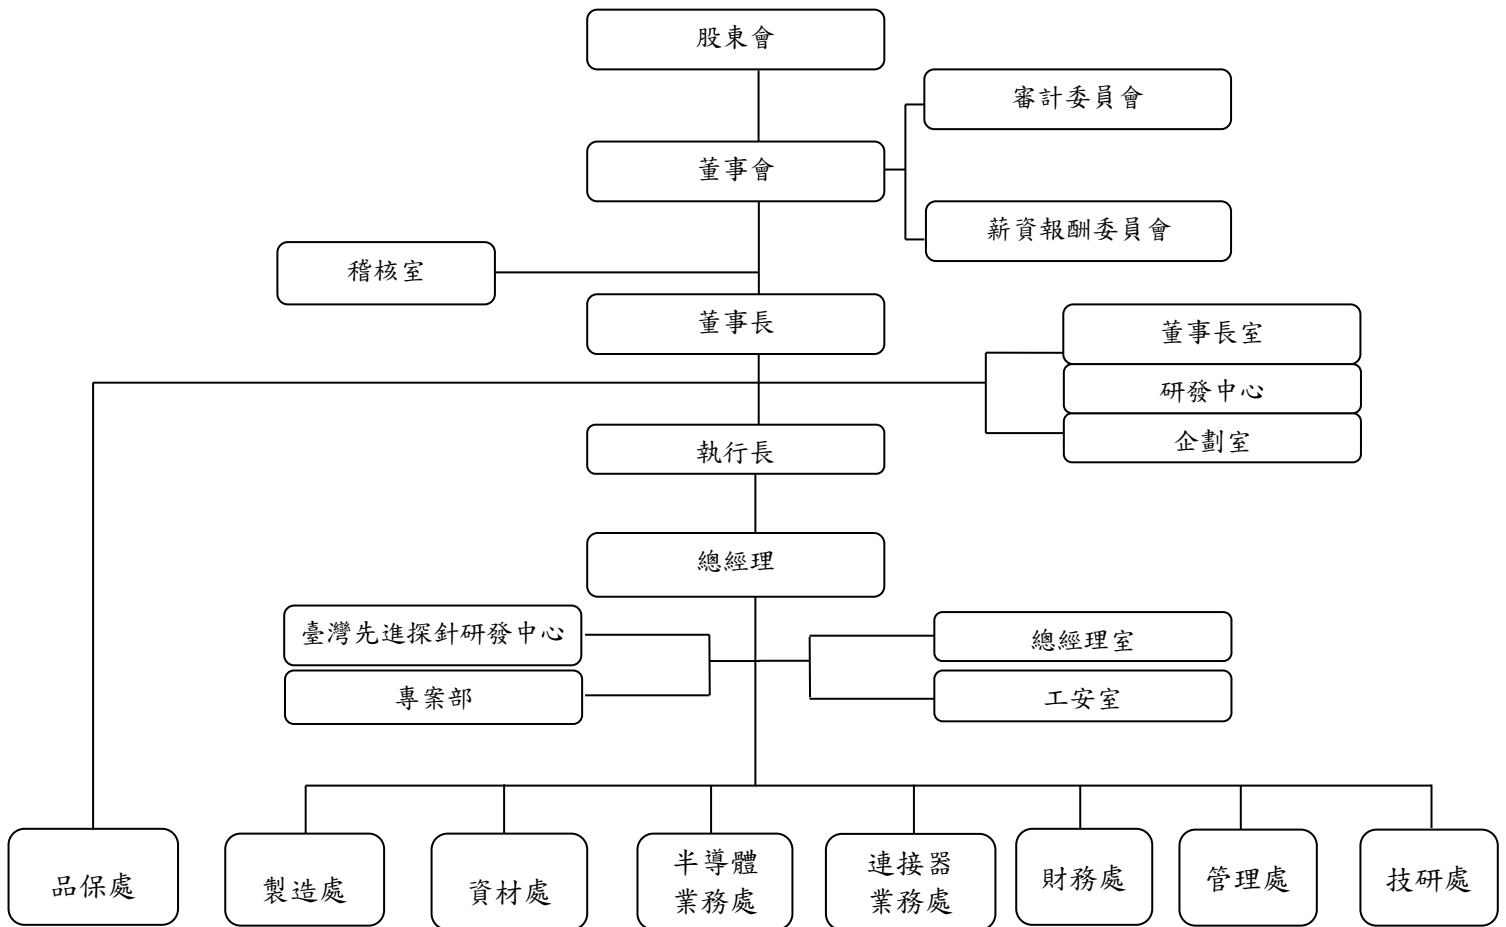 股東會
審計委員會
董事會
薪資報酬委員會
稽核室
董事長
董事長室
研發中心
企劃室
執行長
總經理
臺灣先進探針研發中心
總經理室
專案部
工安室
品保處
製造處
資材處
半導體
業務處
連接器
業務處
財務處
管理處
技研處